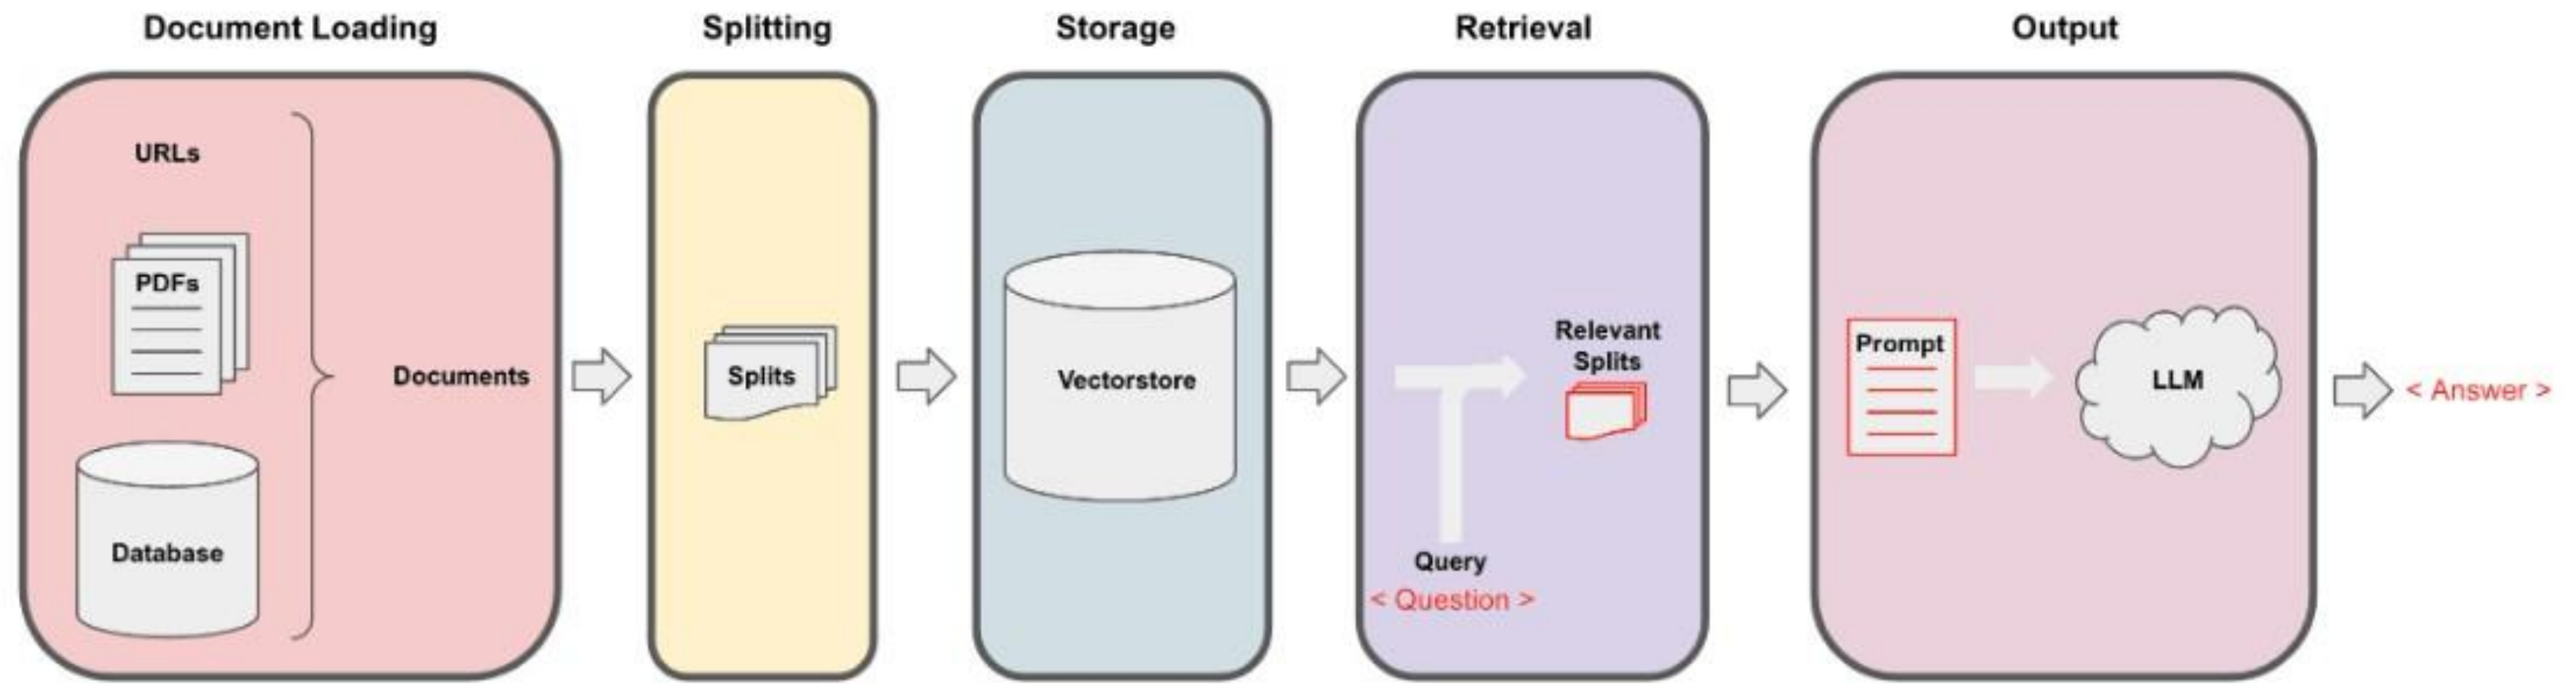 Document Loading
Splitting
Storage
Retrieval
Output
URLs
PDFs
Database
Documents
Splits
Vectorstore
Relevant
Splits
Query
< Question >
Prompt
LLM
< Answer >